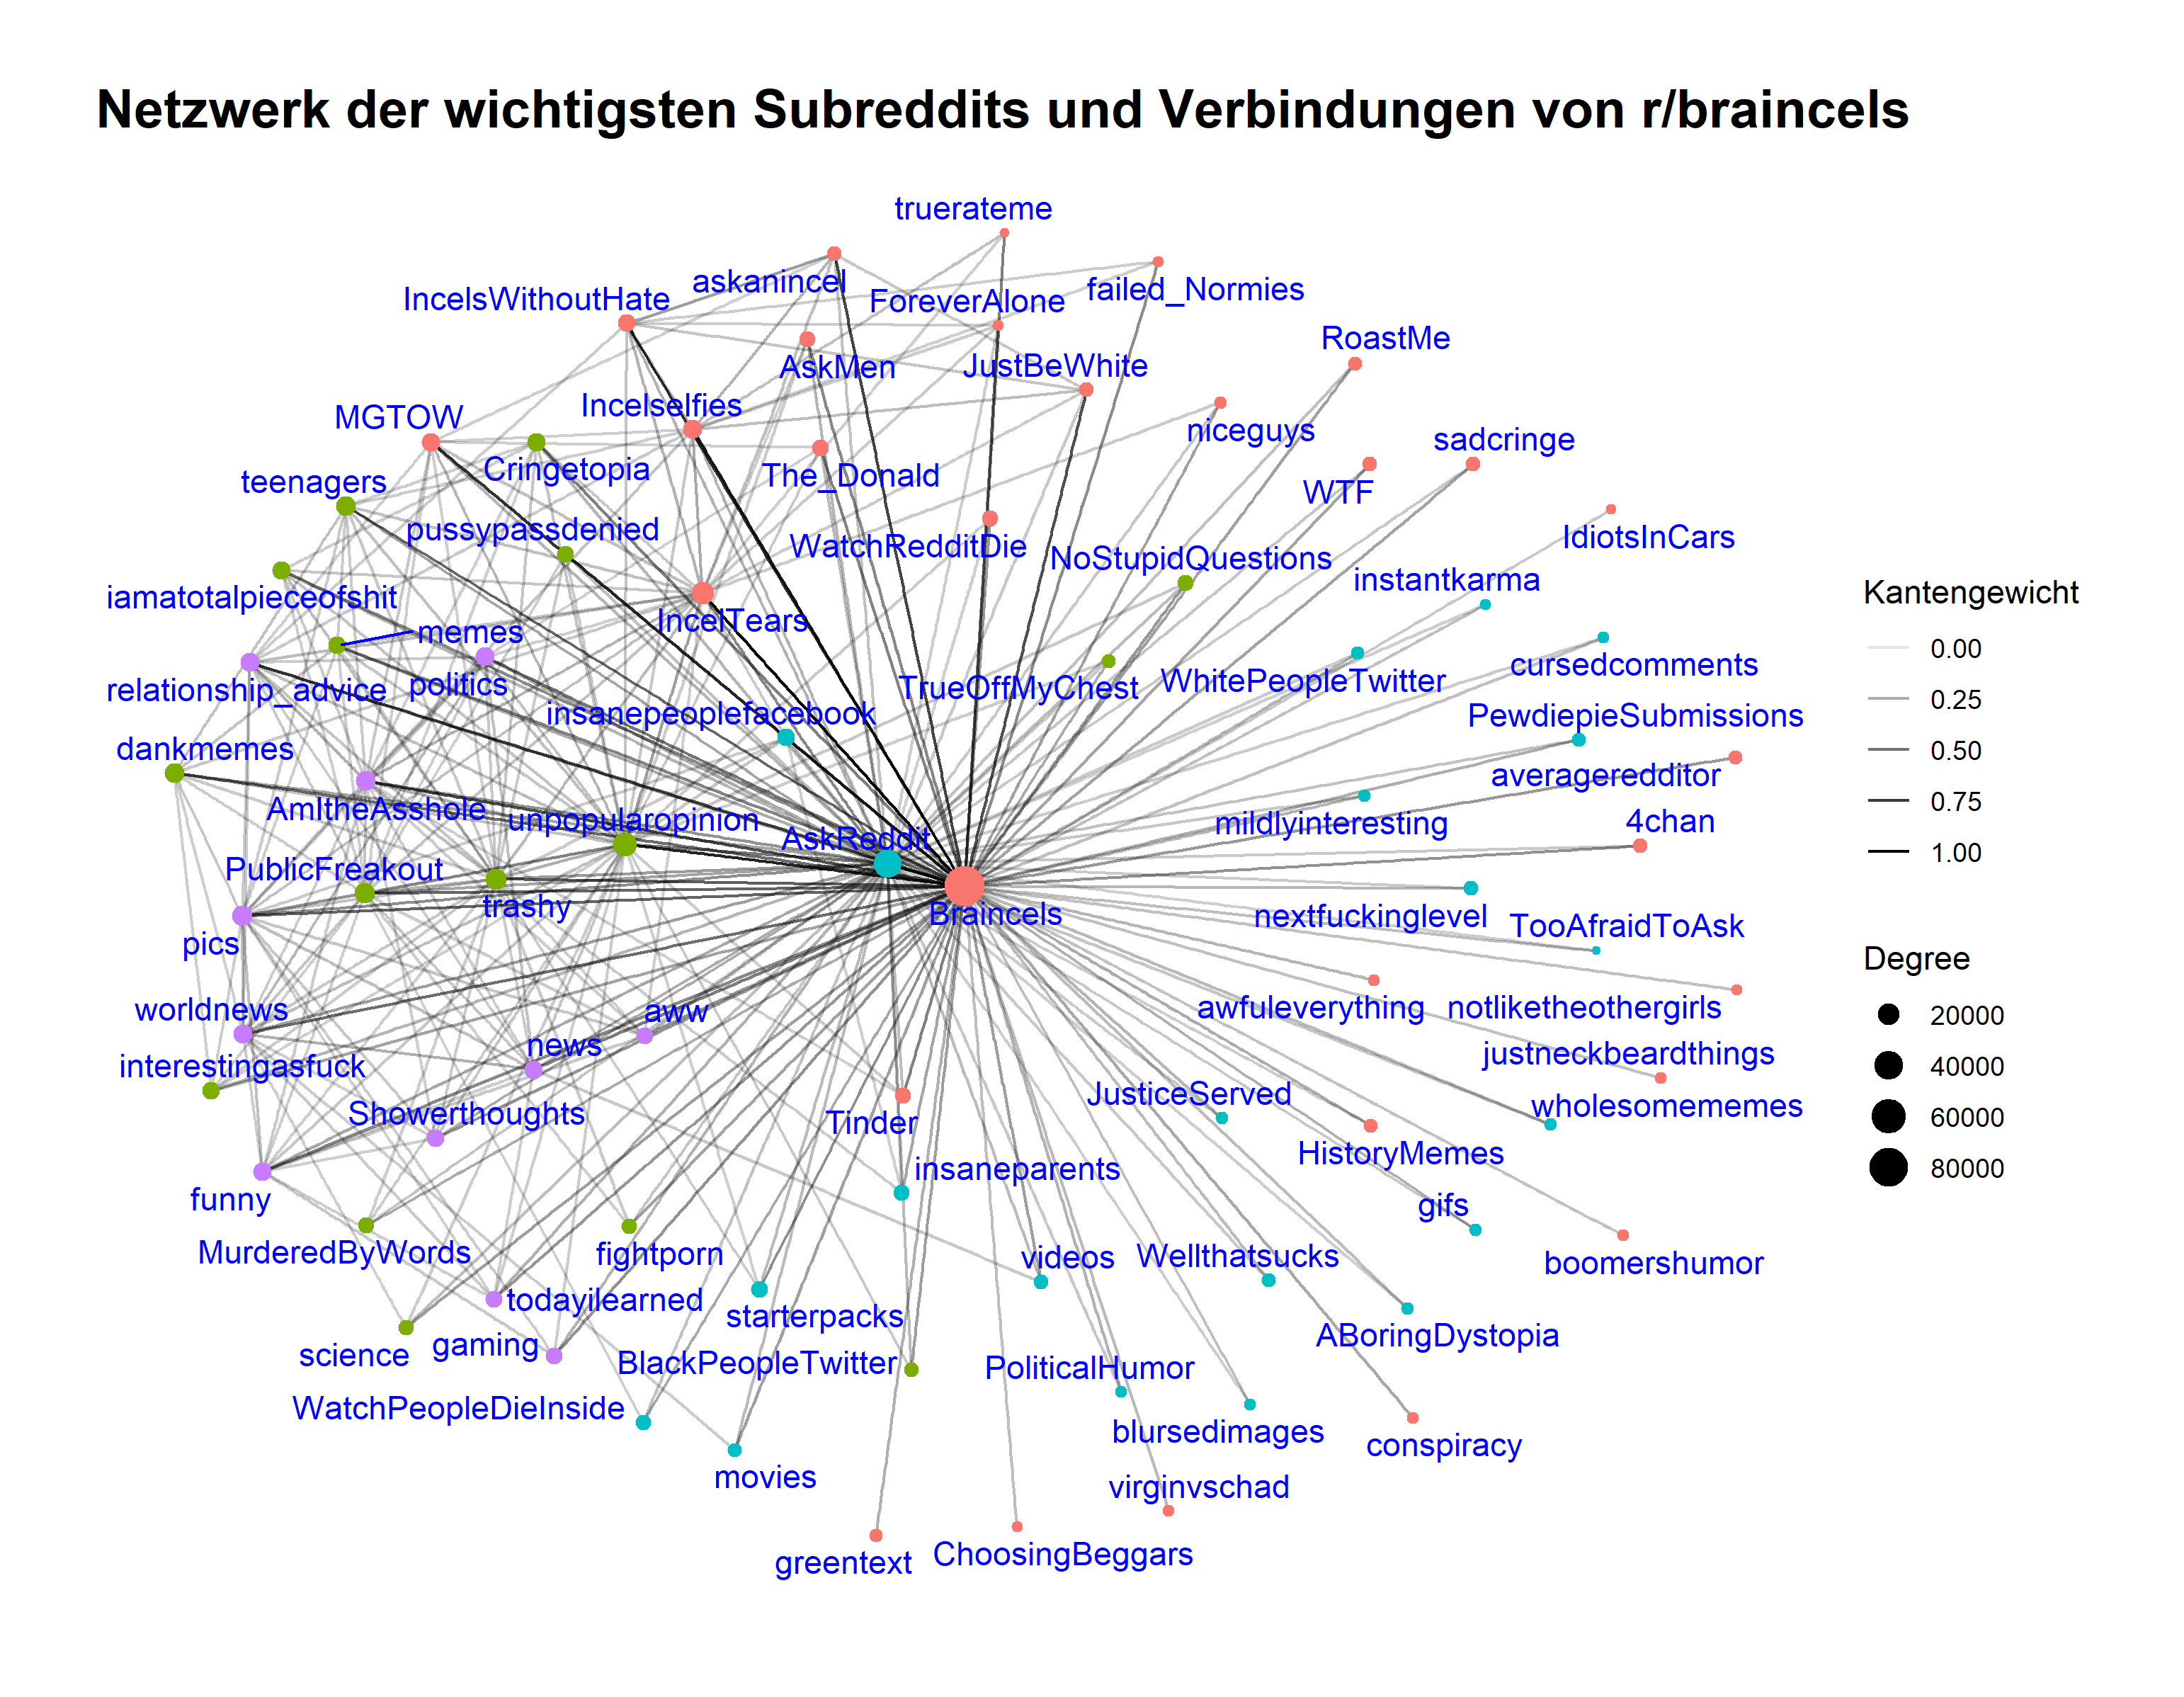 Netzwerk der wichtigsten Subreddits und Verbindungen von r/braincels
truerateme
askanincel
failed_Normies
IncelsWithoutHate
ForeverAlone
RoastMe
AskMen
JustBeWhite
Incelselfies
MGTOW
niceguys
sadcringe
Cringetopia
The_Donald
teenagers
WTF
pussypassdenied
IdiotsInCars
WatchRedditDie
NoStupidQuestions
instantkarma
iamatotalpieceofshit
IncelTears
memes
cursedcomments
WhitePeopleTwitter
TrueOffMyChest
politics
relationship_advice
insanepeoplefacebook
PewdiepieSubmissions
dankmemes
averageredditor
AmItheAsshole
unpopularopinion
4chan
mildlyinteresting
AskReddit
PublicFreakout
trashy
Braincels
nextfuckinglevel
TooAfraidToAsk
pics
worldnews
aww
awfuleverything
notliketheothergirls
news
interestingasfuck
justneckbeardthings
JusticeServed
wholesomememes
Showerthoughts
Tinder
HistoryMemes
insaneparents
funny
gifs
MurderedByWords
fightporn
videos
Wellthatsucks
boomershumor
todayilearned
starterpacks
ABoringDystopia
science
gaming
BlackPeopleTwitter
PoliticalHumor
WatchPeopleDieInside
blursedimages
conspiracy
movies
virginvschad
greentext
ChoosingBeggars
Kantengewicht
0.00
0.25
0.50
0.75
1.00
Degree
20000
40000
60000
80000